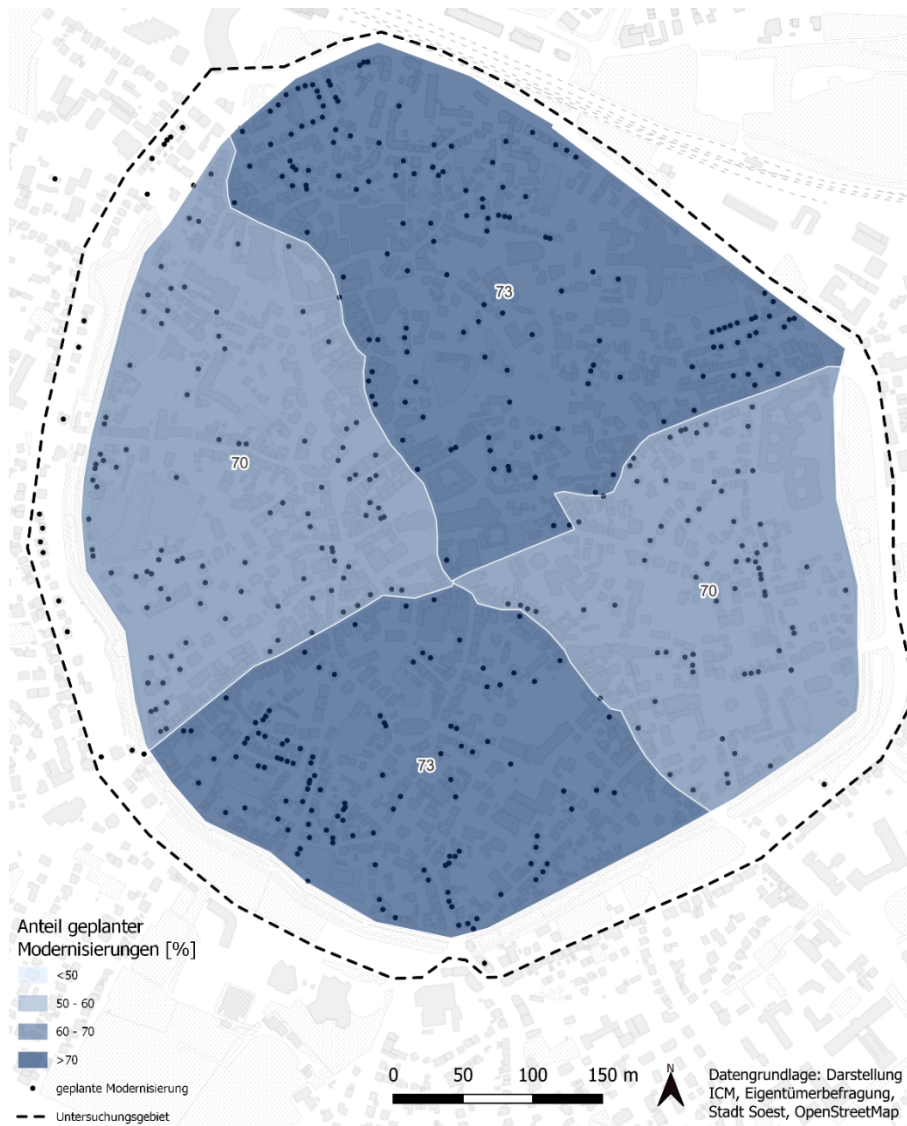 73
70
70
73
Anteil geplanter
Modernisierungen [%]
<50
50 - 60
60 - 70
>70
geplante Modernisierung
Untersuchungsgebiet
0 50 100 150 m
N
Datengrundlage: Darstellung
ICM, Eigentümerbefragung,
Stadt Soest, OpenStreetMap